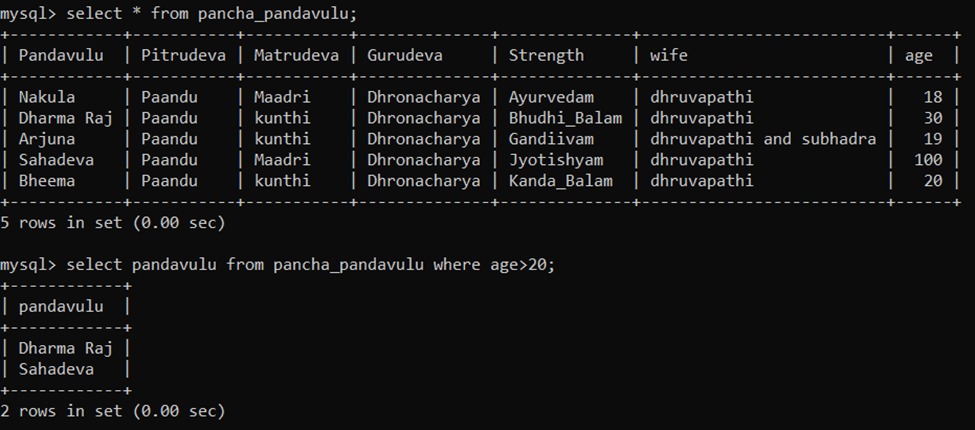 mysql> select * from pancha_pandavulu;
+------------+-----------+-----------+--------------+--------------+--------------------------+------+
| Pandavulu  | Pitrudeva | Matrudeva | Gurudeva     | Strength     | wife                     | age  |
+------------+-----------+-----------+--------------+--------------+--------------------------+------+
| Nakula     | Paandu    | Maadri    | Dhronacharya | Ayurvedam    | dhruvapathi              |   18 |
| Dharma Raj | Paandu    | kunthi    | Dhronacharya | Bhudhi_Balam | dhruvapathi              |   30 |
| Arjuna     | Paandu    | kunthi    | Dhronacharya | Gandiivam    | dhruvapathi and subhadra |   19 |
| Sahadeva   | Paandu    | Maadri    | Dhronacharya | Jyotishyam   | dhruvapathi              |  100 |
| Bheema     | Paandu    | kunthi    | Dhronacharya | Kanda_Balam  | dhruvapathi              |   20 |
+------------+-----------+-----------+--------------+--------------+--------------------------+------+
5 rows in set (0.00 sec)

mysql> select pandavulu from pancha_pandavulu where age>20;
+------------+
| pandavulu  |
+------------+
| Dharma Raj |
| Sahadeva   |
+------------+
2 rows in set (0.00 sec)